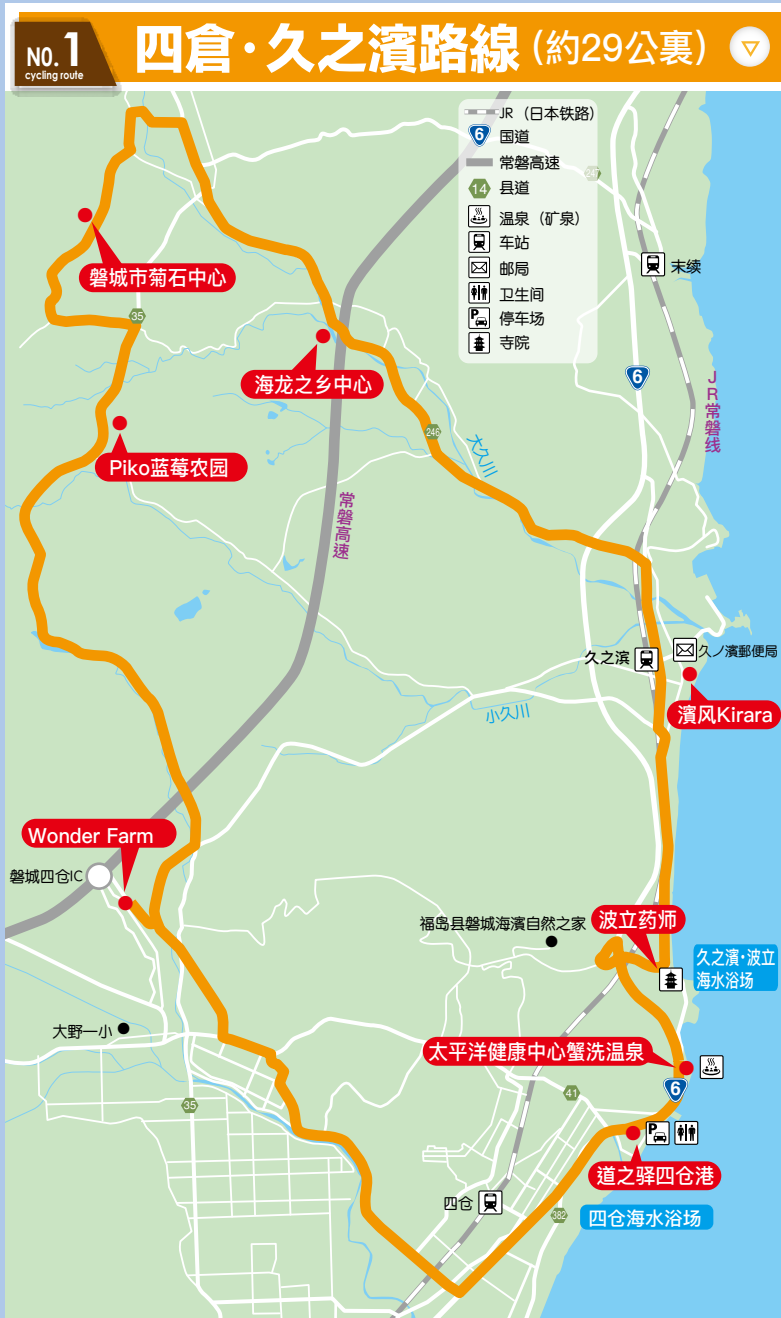 NO.1
cycling route
四倉·久之濱路線(約29公裏)
JR（日本铁路）
6 国道
常磐高速
14 县道
温泉（矿泉）
车站
邮局
卫生间
停车场
寺院
247
末续
磐城市菊石中心
35
海龙之乡中心
6
JR常磐线
Piko蓝莓农园
246
大久川
常磐高速
久之滨
久ノ濱郵便局
小久川
濱风Kirara
Wonder Farm
磐城四仓IC
福岛县磐城海濱自然之家
波立药师
久之濱·波立
海水浴场
大野一小
太平洋健康中心蟹洗温泉
6
41
35
P
道之驿四仓港
四仓
382
四仓海水浴场